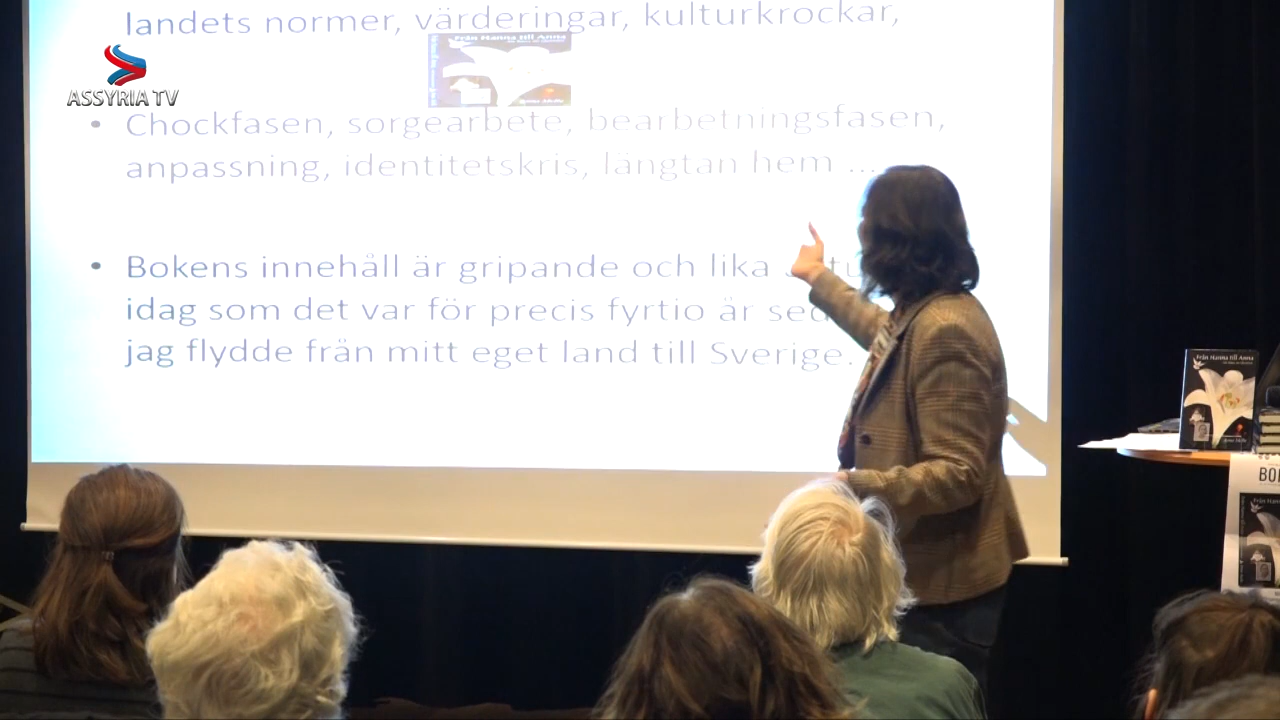 landets normer, värderingar, kulturkrockar,
Från Hanna till Anna
ASSYRIA TV
• Chockfasen, sorgearbete, bearbetningsfasen,
anpassning, identitetskris, längtan hem ...
• Bokens innehåll är gripande och lika
idag som det var för precis fyrtio år
jag flydde från mitt eget land till Sverige.
Från Hanna till Anna